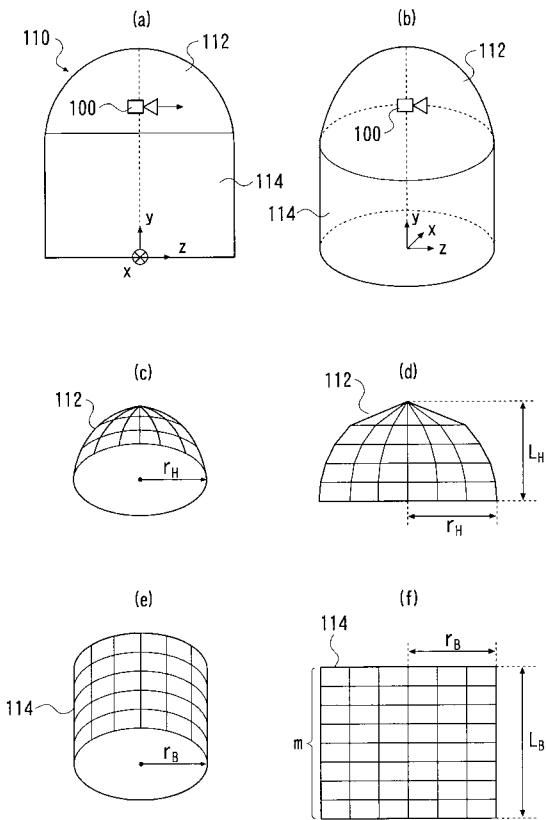 (a)
110
112
100
114
y
z
x
(b)
112
100
114
y
x
z
(c)
112
r_H
(d)
112
L_H
r_H
(e)
114
r_B
(f)
114
r_B
m
L_B